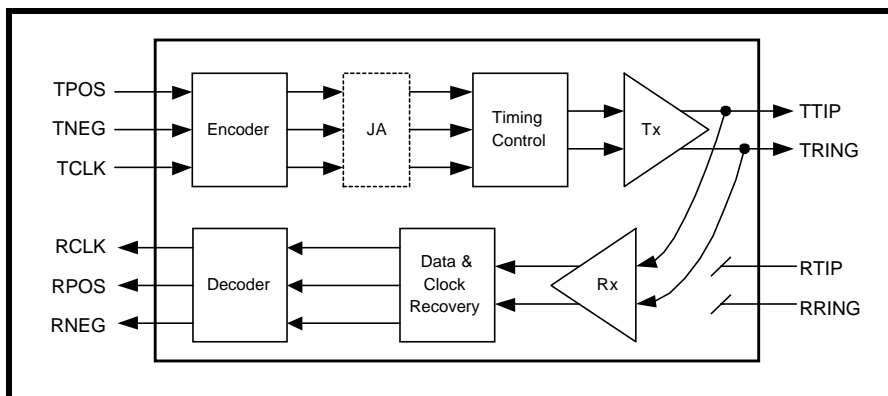 TPOS
TNEG
TCLK
Encoder
JA
Timing
Control
Tx
TTIP
TRING
RCLK
RPOS
RNEG
Decoder
Data &
Clock
Recovery
Rx
RTIP
RRING